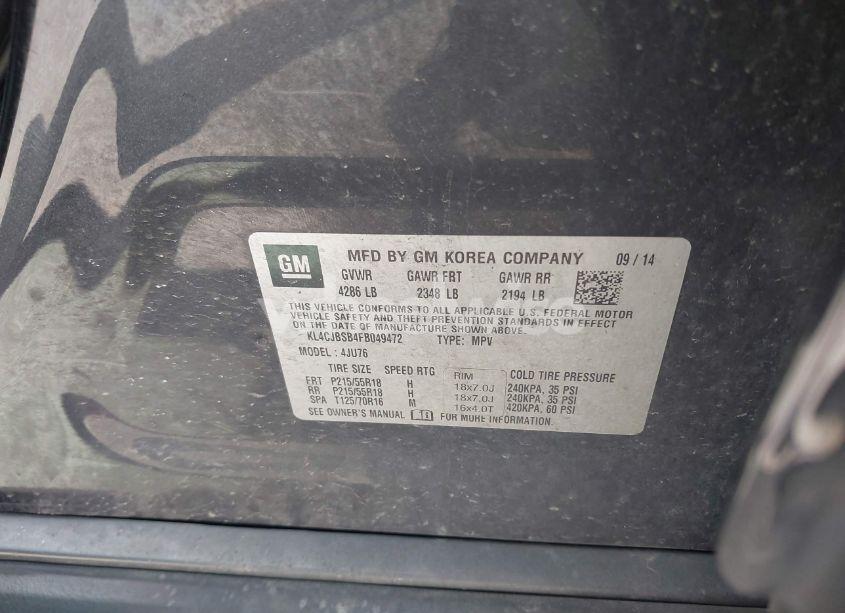 GM
MFD BY GM KOREA COMPANY 09 / 14
GVWR GAWR FRT GAWR RR
4286 LB 2348 LB 2194 LB
THIS VEHICLE CONFORMS TO ALL APPLICABLE U.S. FEDERAL MOTOR
VEHICLE SAFETY AND THEFT PREVENTION STANDARDS IN EFFECT
ON THE DATE OF MANUFACTURE SHOWN ABOVE.
KL4CJBSB4FB049472 TYPE: MPV
MODEL : 4JU76
TIRE SIZE SPEED RTG RIM COLD TIRE PRESSURE
FRT P215/55R18 H 18x7.0J 240KPA, 35 PSI
RR P215/55R18 H 18x7.0J 240KPA, 35 PSI
SPA T125/70R16 M 16x4.0T 420KPA, 60 PSI
SEE OWNER'S MANUAL FOR MORE INFORMATION